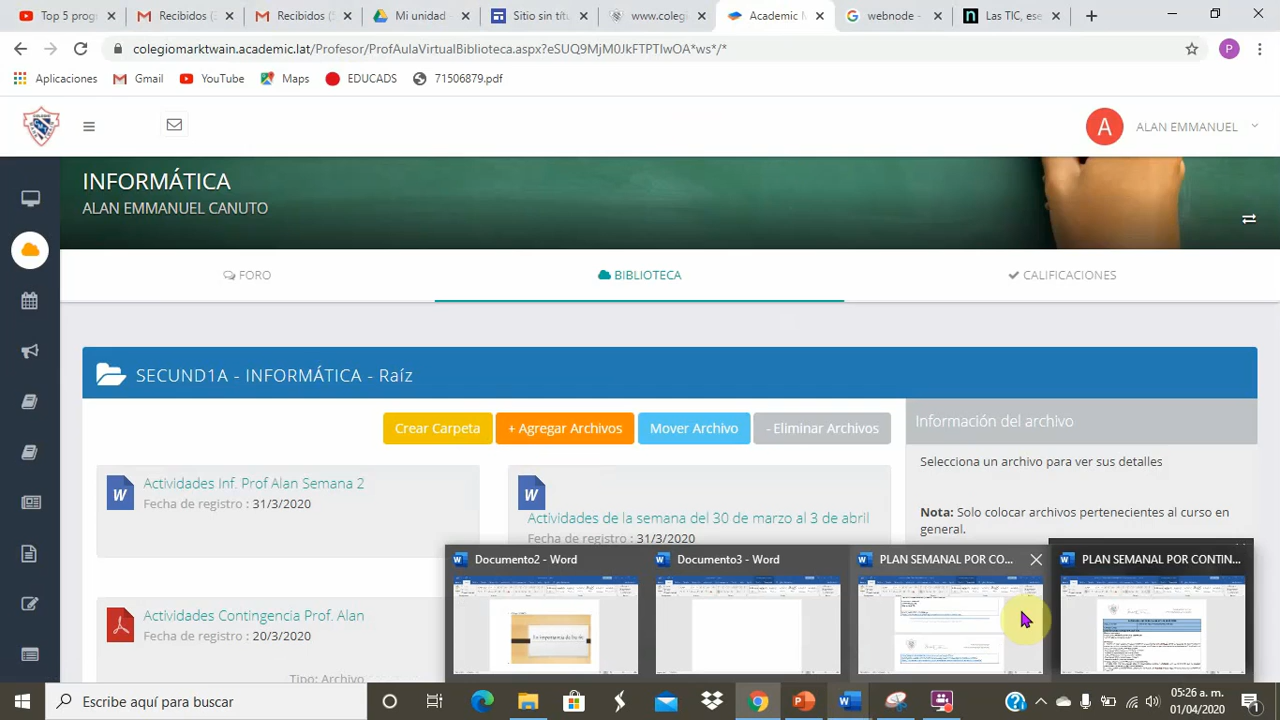 Top 5 prog
Recibidos (
Recibidos (
Mi unidad -
Sitio sin títu
www.coleg
Academic M
webnode -
Las TIC, ese
colegiomarktwain.academic.lat/Profesor/ProfAulaVirtualBiblioteca.aspx?eSUQ9MjM0JkFTPTIwOA*ws*/*
P
Aplicaciones
Gmail
YouTube
Maps
EDUCADS
71506879.pdf
A
ALAN EMMANUEL
INFORMÁTICA
ALAN EMMANUEL CANUTO
FORO
BIBLIOTECA
CALIFICACIONES
SECUND1A - INFORMÁTICA - Raíz
Crear Carpeta
+ Agregar Archivos
Mover Archivo
- Eliminar Archivos
Información del archivo
Selecciona un archivo para ver sus detalles
Nota: Solo colocar archivos pertenecientes al curso en
general.
Actividades Inf. Prof Alan Semana 2
Fecha de registro : 31/3/2020
Actividades de la semana del 30 de marzo al 3 de abril
Fecha de registro : 31/3/2020
Actividades Contingencia Prof. Alan
Fecha de registro : 20/3/2020
Tipo: Archivo
Documento2 - Word
Documento3 - Word
PLAN SEMANAL POR CO...
PLAN SEMANAL POR CONTIN...
Escribe aquí para buscar
05:26 a. m.
01/04/2020